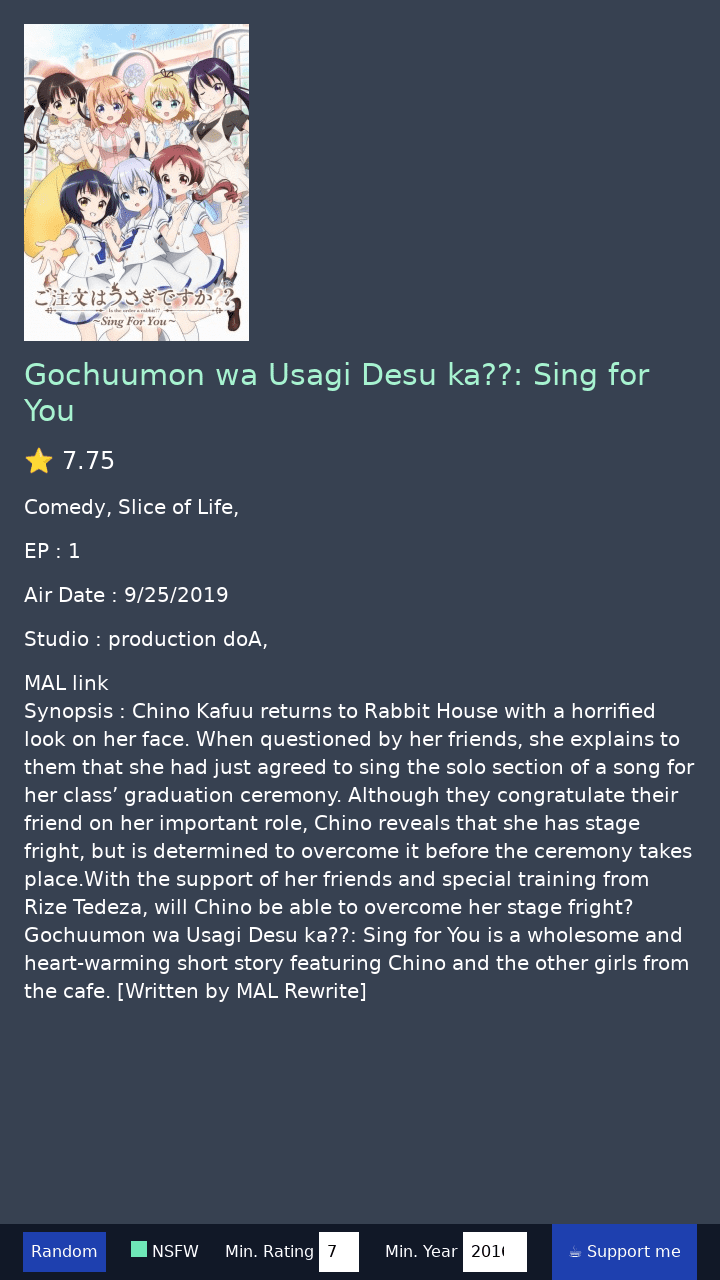 ご注文はうさぎですか??
Is the order a rabbit??
~Sing For You~
Gochuumon wa Usagi Desu ka??: Sing for
You
⭐ 7.75
Comedy, Slice of Life,
EP : 1
Air Date : 9/25/2019
Studio : production doA,
MAL link
Synopsis : Chino Kafuu returns to Rabbit House with a horrified
look on her face. When questioned by her friends, she explains to
them that she had just agreed to sing the solo section of a song for
her class’ graduation ceremony. Although they congratulate their
friend on her important role, Chino reveals that she has stage
fright, but is determined to overcome it before the ceremony takes
place.With the support of her friends and special training from
Rize Tedeza, will Chino be able to overcome her stage fright?
Gochuumon wa Usagi Desu ka??: Sing for You is a wholesome and
heart-warming short story featuring Chino and the other girls from
the cafe. [Written by MAL Rewrite]
Random NSFW Min. Rating 7 Min. Year 201 ☕ Support me